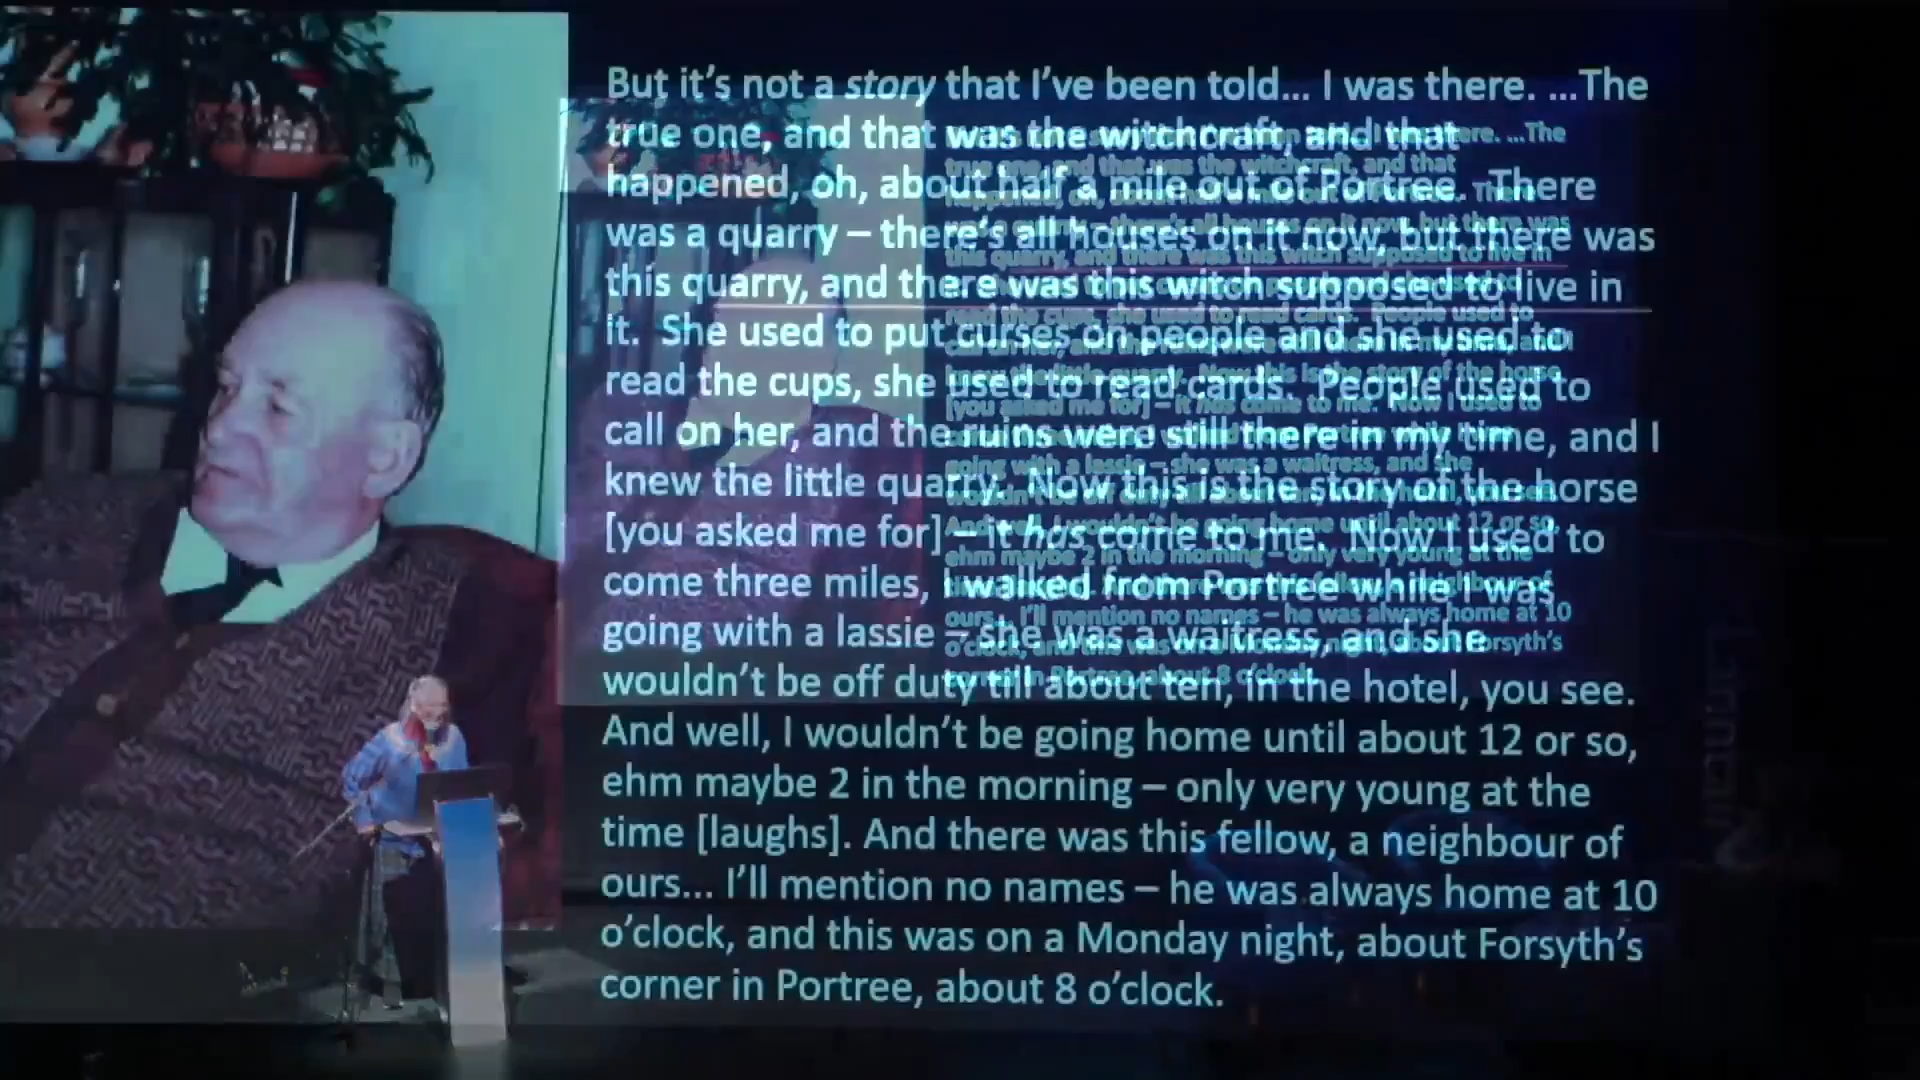 But it's not a story that I've been told... I was there. ...The
true one, and that was the witchcraft, and that
happened, oh, about half a mile out of Portree. There
was a quarry – there's all houses on it now, but there was
this quarry, and there was this witch supposed to live in
it. She used to put curses on people and she used to
read the cups, she used to read cards. People used to
call on her, and the ruins were still there in my time, and I
knew the little quarry. Now this is the story of the horse
[you asked me for] – it has come to me. Now I used to
come three miles, I walked from Portree while I was
going with a lassie – she was a waitress, and she
wouldn't be off duty till about ten, in the hotel, you see.
And well, I wouldn't be going home until about 12 or so,
ehm maybe 2 in the morning – only very young at the
time [laughs]. And there was this fellow, a neighbour of
ours... I'll mention no names – he was always home at 10
o'clock, and this was on a Monday night, about Forsyth's
corner in Portree, about 8 o'clock.